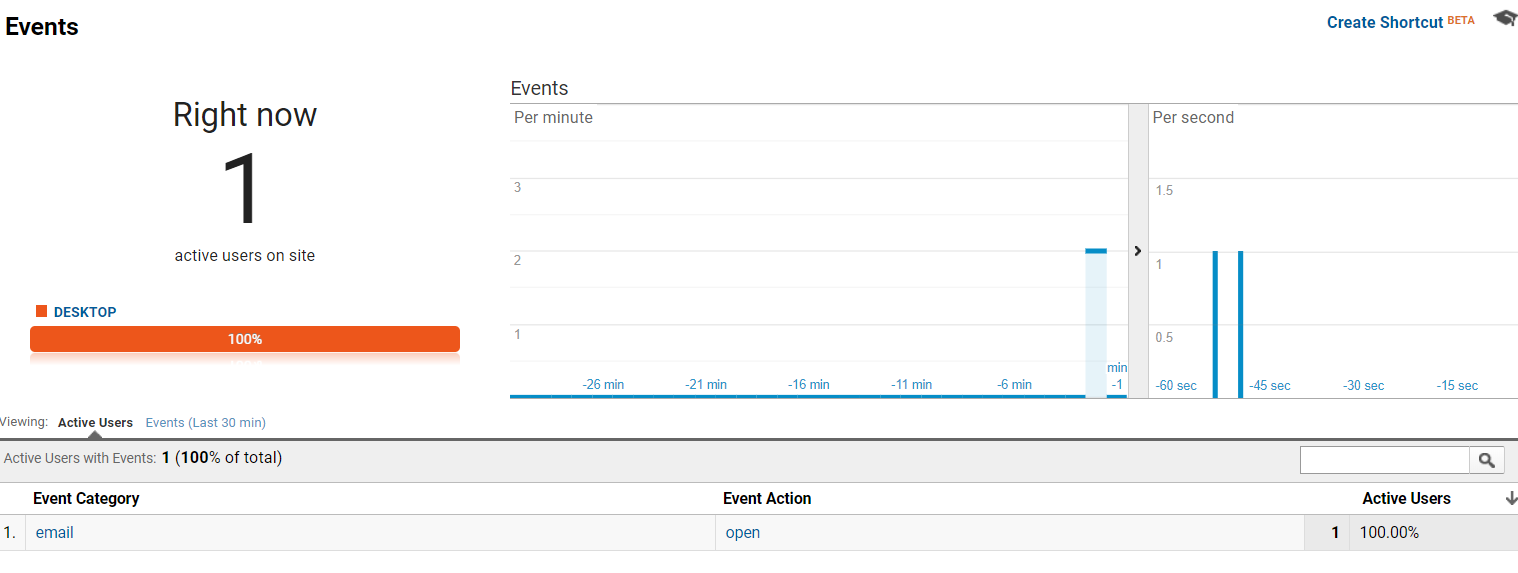 Events
Create Shortcut BETA
Right now
1
active users on site
DESKTOP
100%
Events
Per minute
3
2
1
-26 min
-21 min
-16 min
-11 min
-6 min
min
-1
Per second
1.5
1
0.5
-60 sec
-45 sec
-30 sec
-15 sec
Viewing: Active Users Events (Last 30 min)
Active Users with Events: 1 (100% of total)
Event Category Event Action Active Users
1. email open 1 100.00%